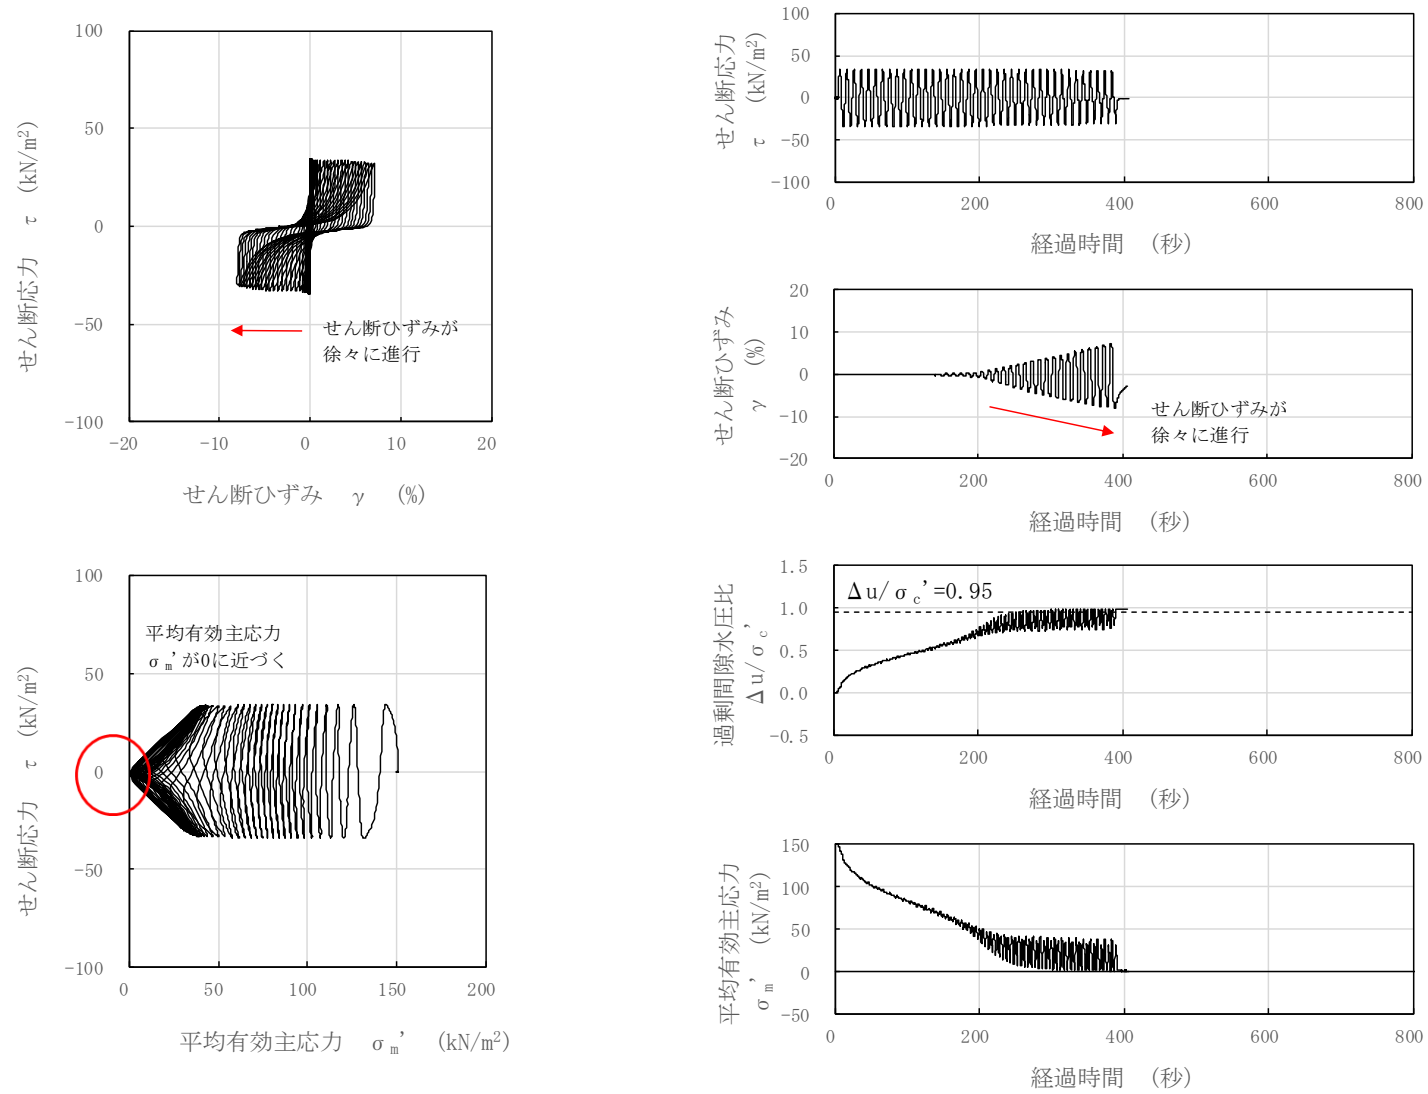 100
50
0
-50
-100
-20
-10
0
10
20
せん断応力 τ (kN/m²)
せん断ひずみ γ (%)
せん断ひずみが
徐々に進行
100
50
0
-50
-100
0
50
100
150
200
せん断応力 τ (kN/m²)
平均有効主応力 σm' (kN/m²)
平均有効主応力
σm'が0に近づく
100
50
0
-50
-100
0
200
400
600
800
せん断応力
τ (kN/m²)
経過時間 (秒)
20
10
0
-10
-20
0
200
400
600
800
せん断ひずみ
γ (%)
経過時間 (秒)
せん断ひずみが
徐々に進行
1.5
1.0
0.5
0.0
-0.5
0
200
400
600
800
過剰間隙水圧比
Δu/σc'
経過時間 (秒)
Δu/σc'=0.95
150
100
50
0
-50
0
200
400
600
800
平均有効主応力
σm' (kN/m²)
経過時間 (秒)